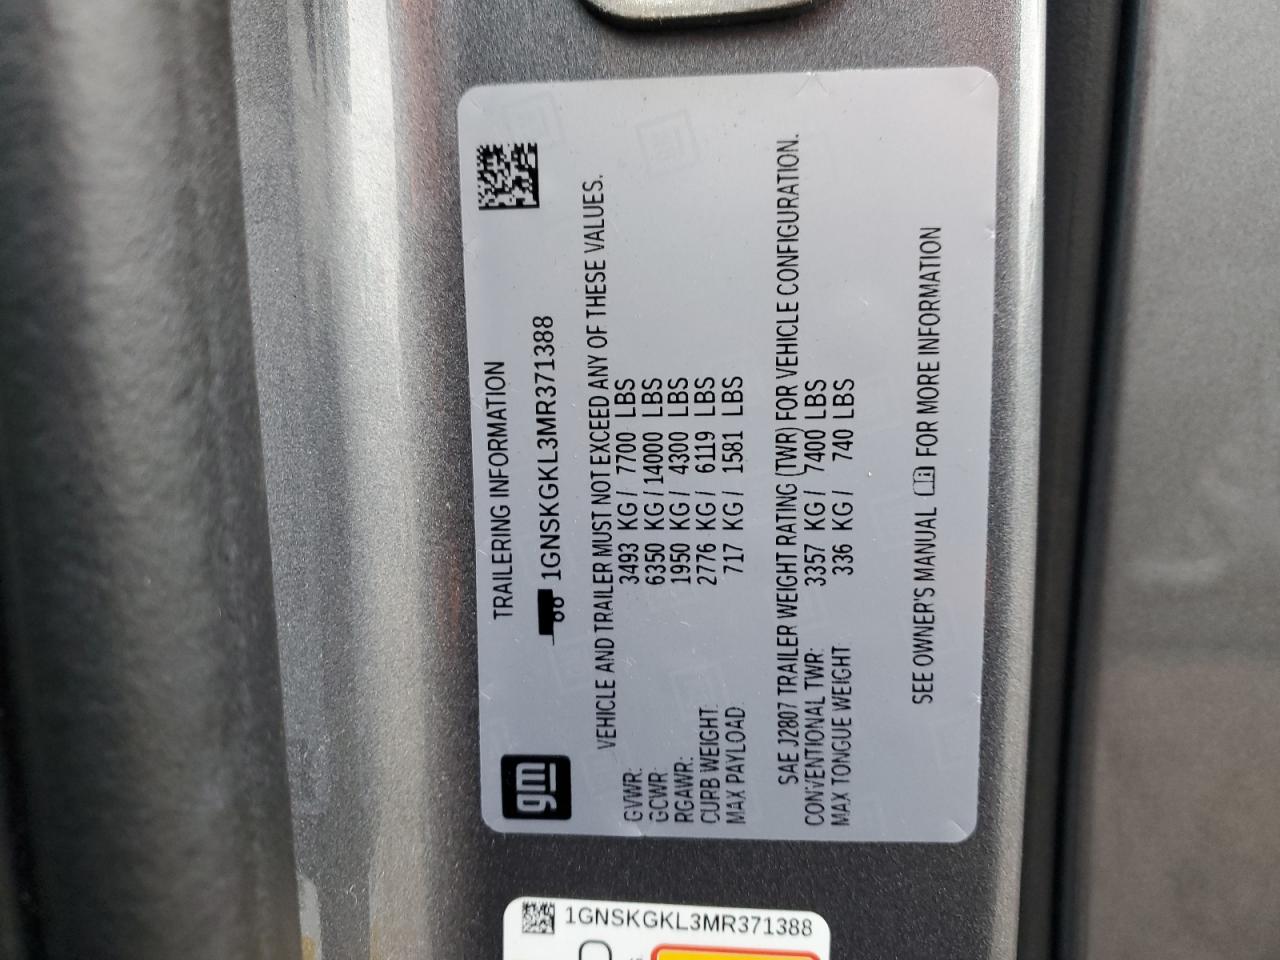 TRAILERING INFORMATION
1GNSKGKL3MR371388
gm
VEHICLE AND TRAILER MUST NOT EXCEED ANY OF THESE VALUES.
GVWR: 3493 KG / 7700 LBS
GCWR: 6350 KG / 14000 LBS
RGAWR: 1950 KG / 4300 LBS
CURB WEIGHT: 2776 KG / 6119 LBS
MAX PAYLOAD: 717 KG / 1581 LBS
SAE J2807 TRAILER WEIGHT RATING (TWR) FOR VEHICLE CONFIGURATION.
CONVENTIONAL TWR: 3357 KG / 7400 LBS
MAX TONGUE WEIGHT 336 KG / 740 LBS
SEE OWNER'S MANUAL FOR MORE INFORMATION
1GNSKGKL3MR371388